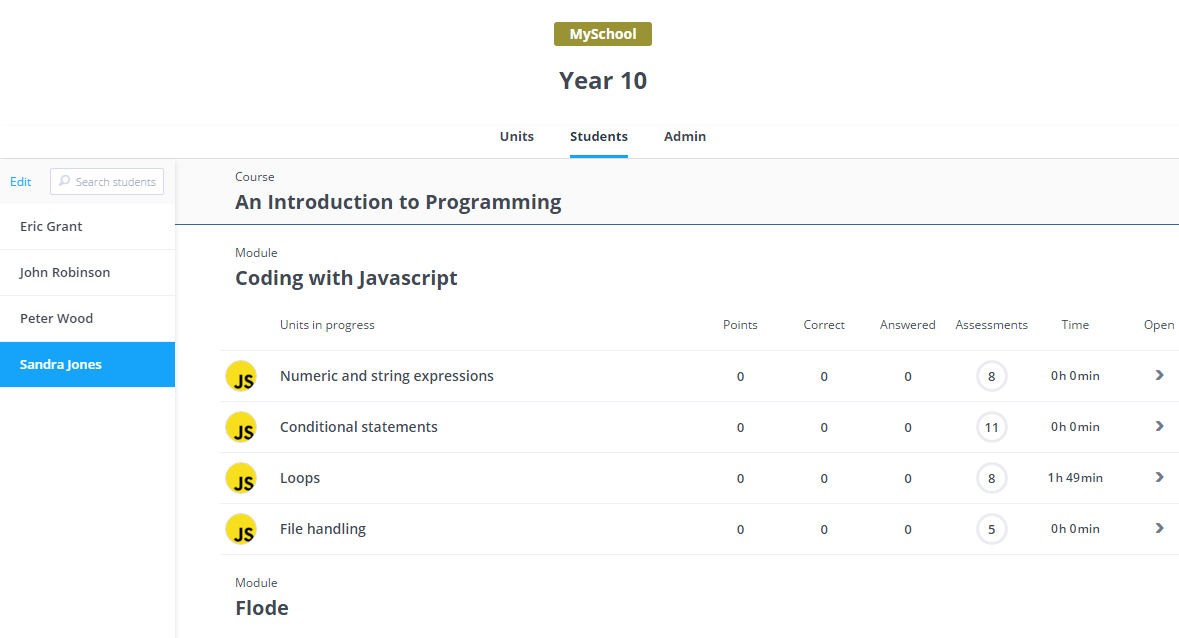 MySchool
Year 10
Units Students Admin
Edit Search students
Eric Grant
John Robinson
Peter Wood
Sandra Jones
Course
An Introduction to Programming
Module
Coding with Javascript
Units in progress Points Correct Answered Assessments Time Open
JS Numeric and string expressions 0 0 0 8 0h 0min
JS Conditional statements 0 0 0 11 0h 0min
JS Loops 0 0 0 8 1h 49min
JS File handling 0 0 0 5 0h 0min
Module
Flode